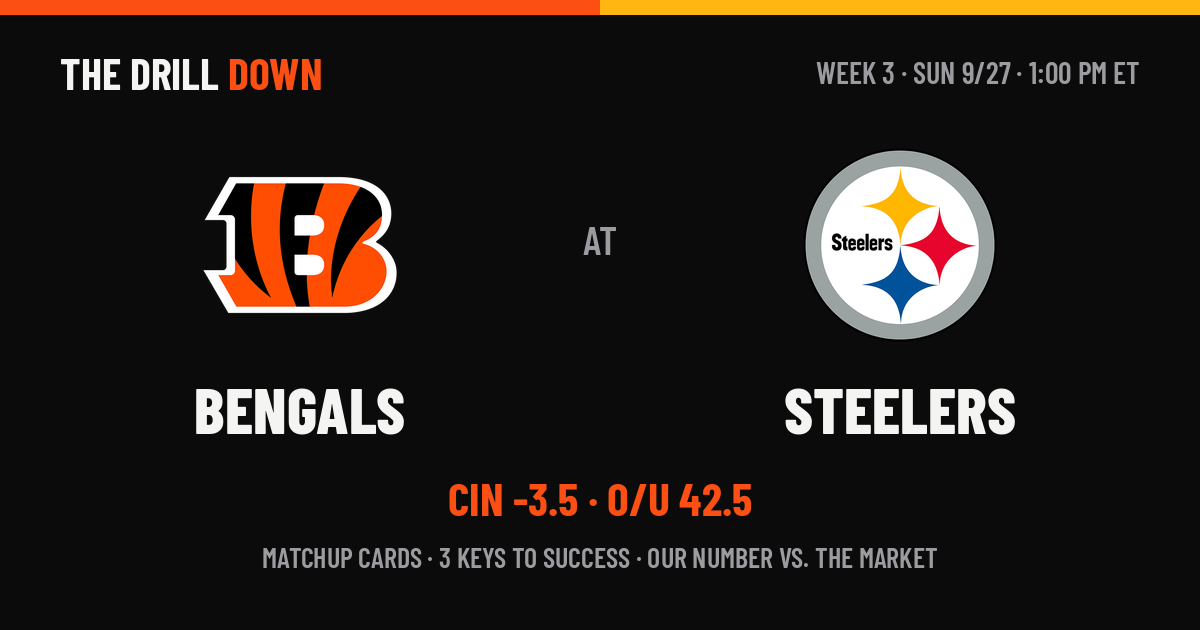 THE DRILL DOWN
WEEK 3 · SUN 9/27 · 1:00 PM ET
AT
Steelers
BENGALS
STEELERS
CIN -3.5 · O/U 42.5
MATCHUP CARDS · 3 KEYS TO SUCCESS · OUR NUMBER VS. THE MARKET